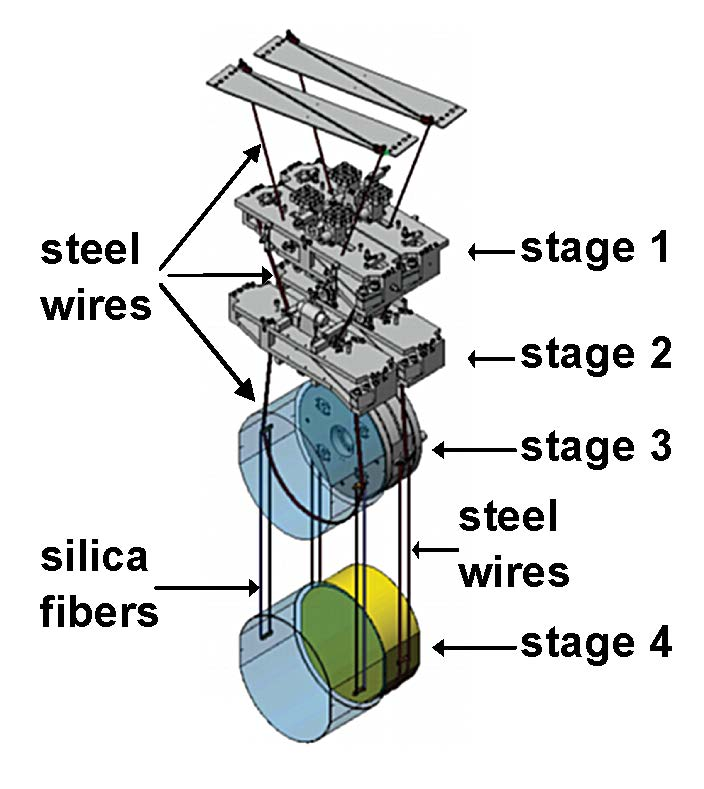 steel
wires
stage 1
stage 2
stage 3
steel
wires
silica
fibers
stage 4